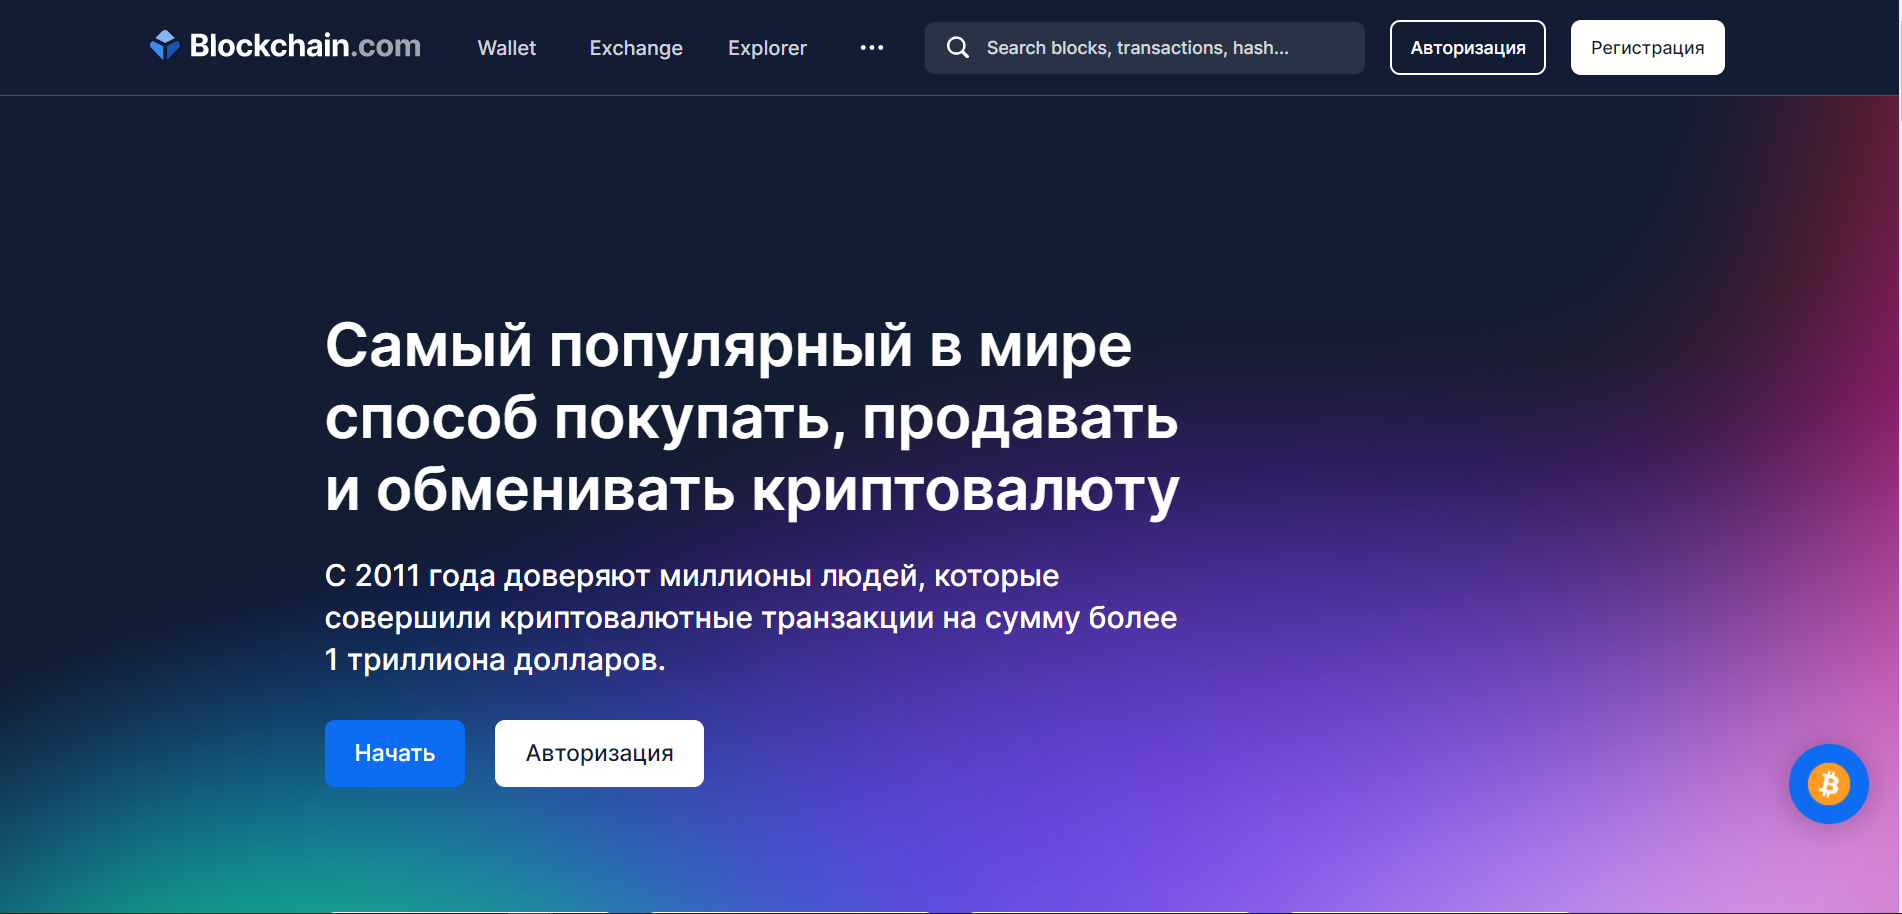 Blockchain.com
Wallet
Exchange
Explorer
Search blocks, transactions, hash...
Авторизация
Регистрация
Самый популярный в мире
способ покупать, продавать
и обменивать криптовалюту
С 2011 года доверяют миллионы людей, которые
совершили криптовалютные транзакции на сумму более
1 триллиона долларов.
Начать
Авторизация